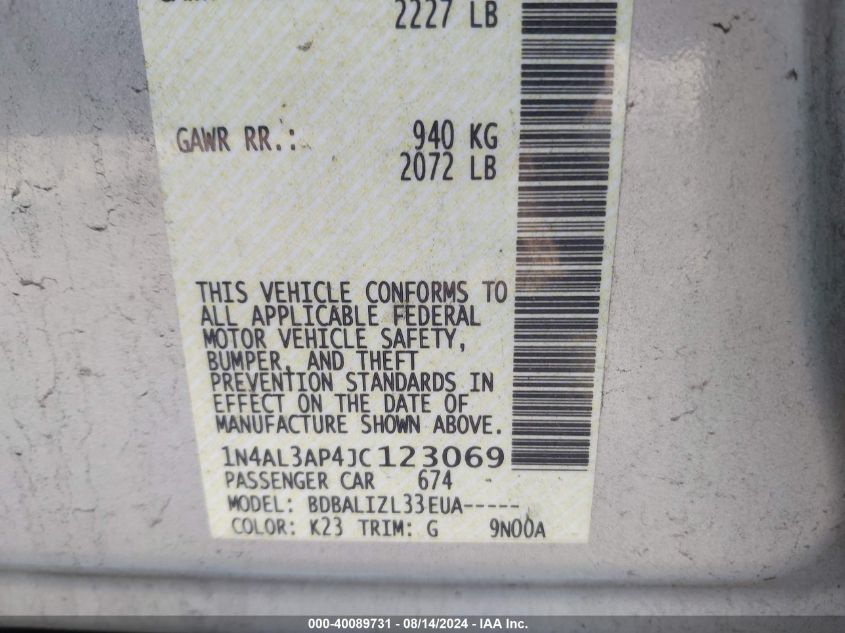 2227 LB
GAWR RR.: 940 KG
2072 LB
THIS VEHICLE CONFORMS TO
ALL APPLICABLE FEDERAL
MOTOR VEHICLE SAFETY,
BUMPER, AND THEFT
PREVENTION STANDARDS IN
EFFECT ON THE DATE OF
MANUFACTURE SHOWN ABOVE.
1N4AL3AP4JC123069
PASSENGER CAR 674
MODEL: BDBALIZL33EUA-----
COLOR: K23 TRIM: G 9N00A
000-40089731 - 08/14/2024 - IAA Inc.